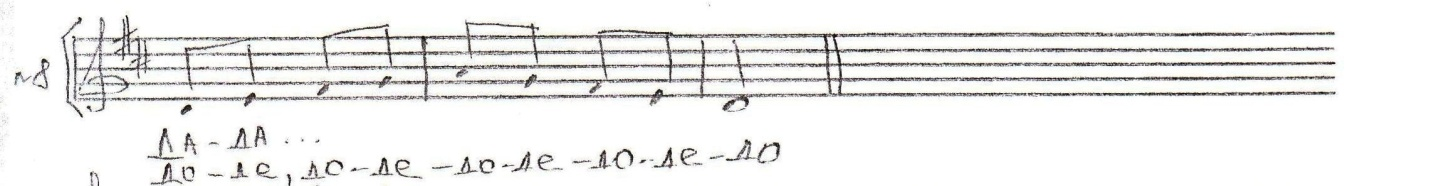 №8
ЛА - ЛА ...
ло - ле, ло - ле - ло - ле - ло - ле - ло